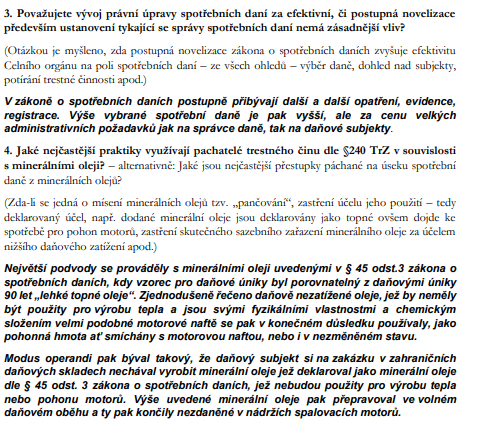 3. Považujete vývoj právní úpravy spotřebních daní za efektivní, či postupná novelizace
především ustanovení tykající se správy spotřebních daní nemá zásadnější vliv?
(Otázkou je myšleno, zda postupná novelizace zákona o spotřebních daních zvyšuje efektivitu
Celního orgánu na poli spotřebních daní – ze všech ohledů – výběr daně, dohled nad subjekty,
potírání trestné činnosti apod.)
V zákoně o spotřebních daních postupně přibývají další a další opatření, evidence,
registrace. Výše vybrané spotřební daně je pak vyšší, ale za cenu velkých
administrativních požadavků jak na správce daně, tak na daňové subjekty.
4. Jaké nejčastější praktiky využívají pachatelé trestného činu dle §240 TrZ v souvislosti
s minerálními oleji? – alternativně: Jaké jsou nejčastější přestupky páchané na úseku spotřební
daně z minerálních olejů?
(Zda-li se jedná o mísení minerálních olejů tzv. „pančování“, zastření účelu jeho použití – tedy
deklarovaný účel, např. dodané minerální oleje jsou deklarovány jako topné ovšem dojde ke
spotřebě pro pohon motorů, zastření skutečného sazebního zařazení minerálního oleje za účelem
nižšího daňového zatížení apod.)
Největší podvody se prováděly s minerálními oleji uvedenými v § 45 odst.3 zákona o
spotřebních daních, kdy vzorec pro daňové úniky byl porovnatelný z daňovými úniky
90 let „lehké topné oleje“. Zjednodušeně řečeno daňově nezatížené oleje, jež by neměly
být použity pro výrobu tepla a jsou svými fyzikálními vlastnostmi a chemickým
složením velmi podobné motorové naftě se pak v konečném důsledku používaly, jako
pohonná hmota ať smíchány s motorovou naftou, nebo i v nezměněném stavu.
Modus operandi pak býval takový, že daňový subjekt si na zakázku v zahraničních
daňových skladech nechával vyrobit minerální oleje jež deklaroval jako minerální oleje
dle § 45 odst. 3 zákona o spotřebních daních, jež nebudou použity pro výrobu tepla
nebo pohonu motorů. Výše uvedené minerální oleje pak přepravoval ve volném
daňovém oběhu a ty pak končily nezdaněné v nádržích spalovacích motorů.